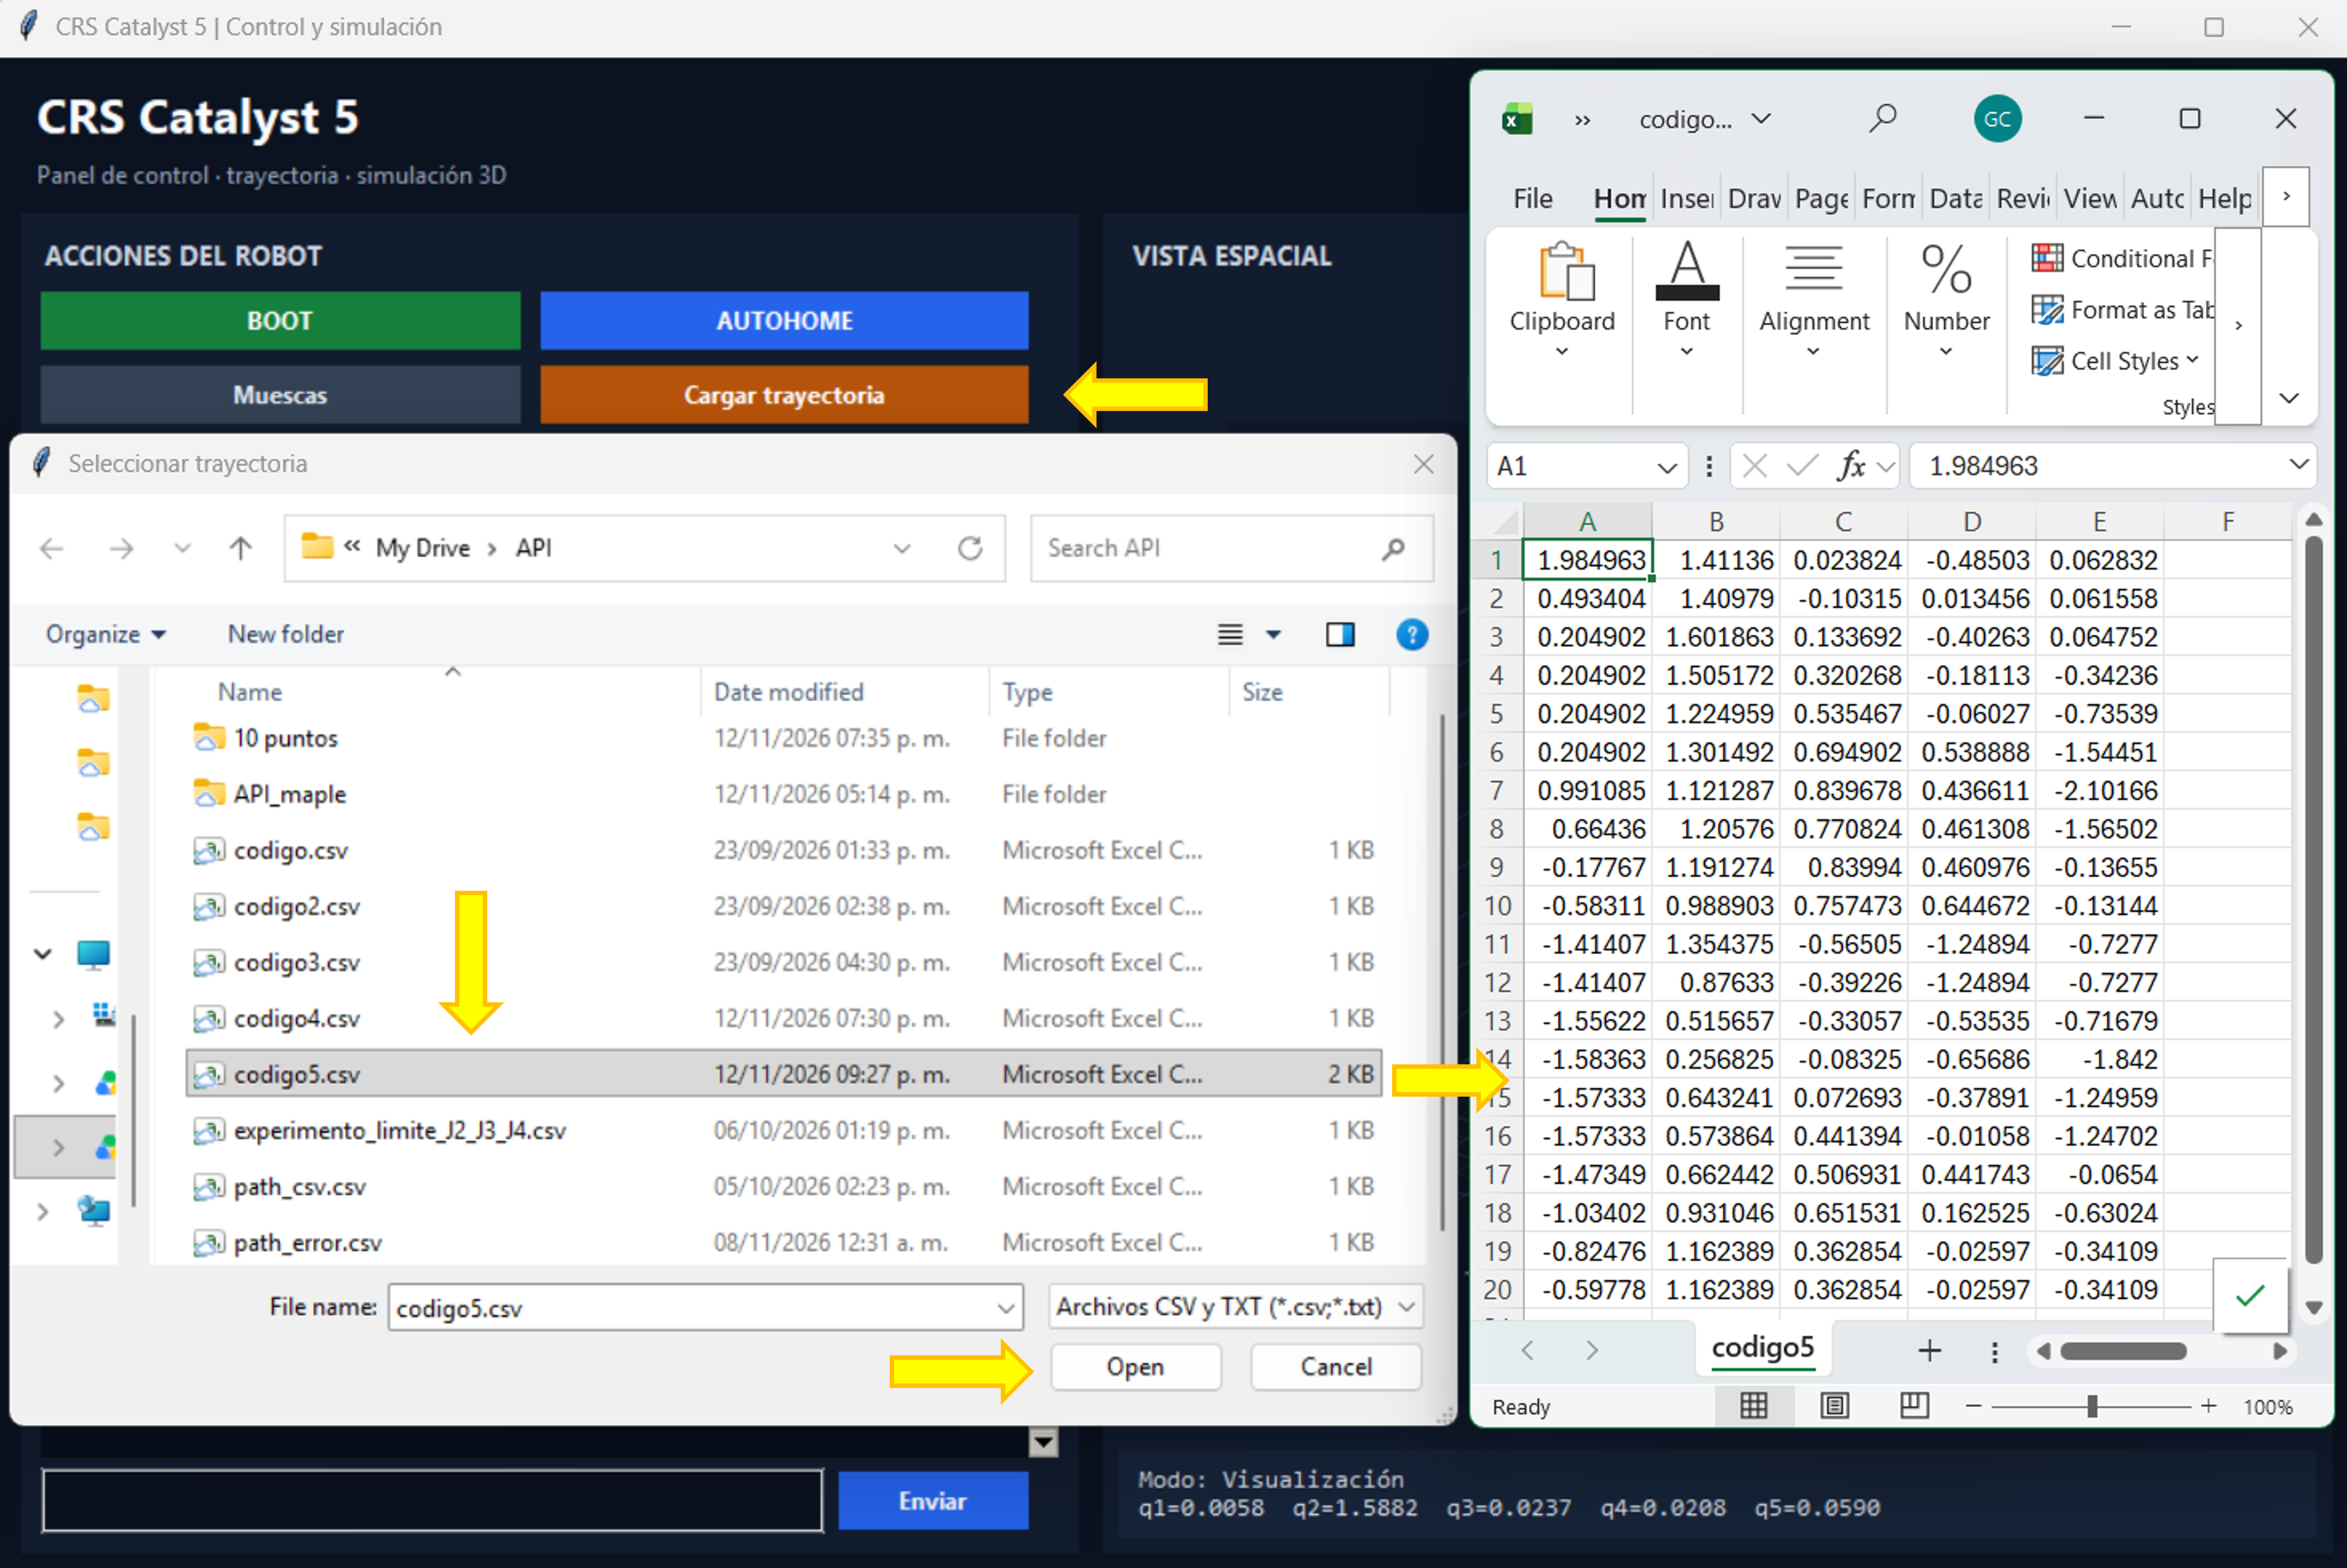 CRS Catalyst 5 | Control y simulación
CRS Catalyst 5
Panel de control · trayectoria · simulación 3D
ACCIONES DEL ROBOT
VISTA ESPACIAL
BOOT
AUTOHOME
Muescas
Cargar trayectoria
Seleccionar trayectoria
« My Drive › API
Search API
Organize
New folder
Name Date modified Type Size
10 puntos 12/11/2026 07:35 p. m. File folder
API_maple 12/11/2026 05:14 p. m. File folder
codigo.csv 23/09/2026 01:33 p. m. Microsoft Excel C... 1 KB
codigo2.csv 23/09/2026 02:38 p. m. Microsoft Excel C... 1 KB
codigo3.csv 23/09/2026 04:30 p. m. Microsoft Excel C... 1 KB
codigo4.csv 12/11/2026 07:30 p. m. Microsoft Excel C... 1 KB
codigo5.csv 12/11/2026 09:27 p. m. Microsoft Excel C... 2 KB
experimento_limite_J2_J3_J4.csv 06/10/2026 01:19 p. m. Microsoft Excel C... 1 KB
path_csv.csv 05/10/2026 02:23 p. m. Microsoft Excel C... 1 KB
path_error.csv 08/11/2026 12:31 a. m. Microsoft Excel C... 1 KB
File name: codigo5.csv
Archivos CSV y TXT (*.csv;*.txt)
Open
Cancel
Enviar
Modo: Visualización
q1=0.0058 q2=1.5882 q3=0.0237 q4=0.0208 q5=0.0590
» codigo... GC
File Hom Inser Draw Page Form Data Revi View Auto Help
Clipboard Font Alignment Number
Conditional F
Format as Tab
Cell Styles
Styles
A1 fx 1.984963
A B C D E F
1 1.984963 1.41136 0.023824 -0.48503 0.062832
2 0.493404 1.40979 -0.10315 0.013456 0.061558
3 0.204902 1.601863 0.133692 -0.40263 0.064752
4 0.204902 1.505172 0.320268 -0.18113 -0.34236
5 0.204902 1.224959 0.535467 -0.06027 -0.73539
6 0.204902 1.301492 0.694902 0.538888 -1.54451
7 0.991085 1.121287 0.839678 0.436611 -2.10166
8 0.66436 1.20576 0.770824 0.461308 -1.56502
9 -0.17767 1.191274 0.83994 0.460976 -0.13655
10 -0.58311 0.988903 0.757473 0.644672 -0.13144
11 -1.41407 1.354375 -0.56505 -1.24894 -0.7277
12 -1.41407 0.87633 -0.39226 -1.24894 -0.7277
13 -1.55622 0.515657 -0.33057 -0.53535 -0.71679
14 -1.58363 0.256825 -0.08325 -0.65686 -1.842
15 -1.57333 0.643241 0.072693 -0.37891 -1.24959
16 -1.57333 0.573864 0.441394 -0.01058 -1.24702
17 -1.47349 0.662442 0.506931 0.441743 -0.0654
18 -1.03402 0.931046 0.651531 0.162525 -0.63024
19 -0.82476 1.162389 0.362854 -0.02597 -0.34109
20 -0.59778 1.162389 0.362854 -0.02597 -0.34109
codigo5
Ready
100%